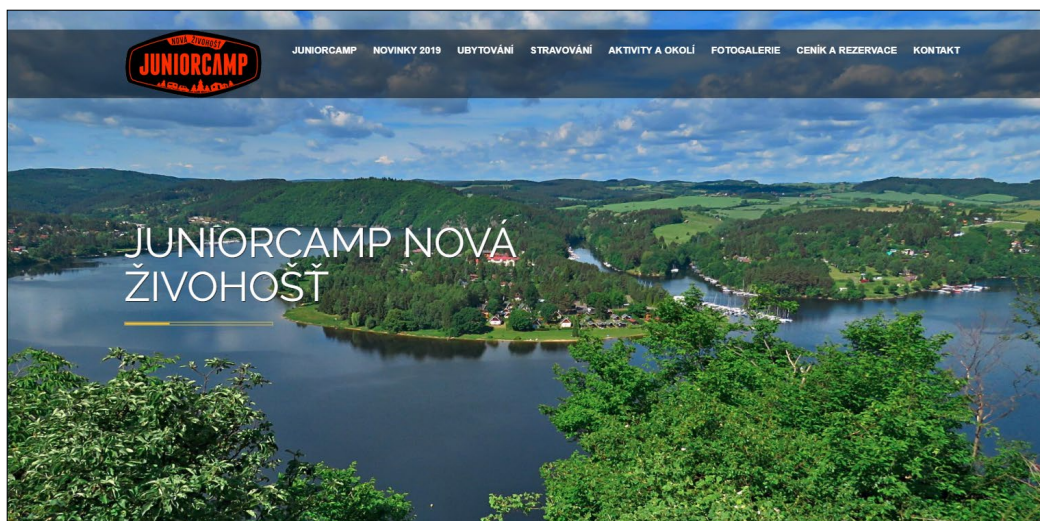 NOVÁ ŽIVOHOŠŤ
JUNIORCAMP
JUNIORCAMP NOVINKY 2019 UBYTOVÁNÍ STRAVOVÁNÍ AKTIVITY A OKOLÍ FOTOGALERIE CENÍK A REZERVACE KONTAKT
JUNIORCAMP NOVÁ
ŽIVOHOŠŤ